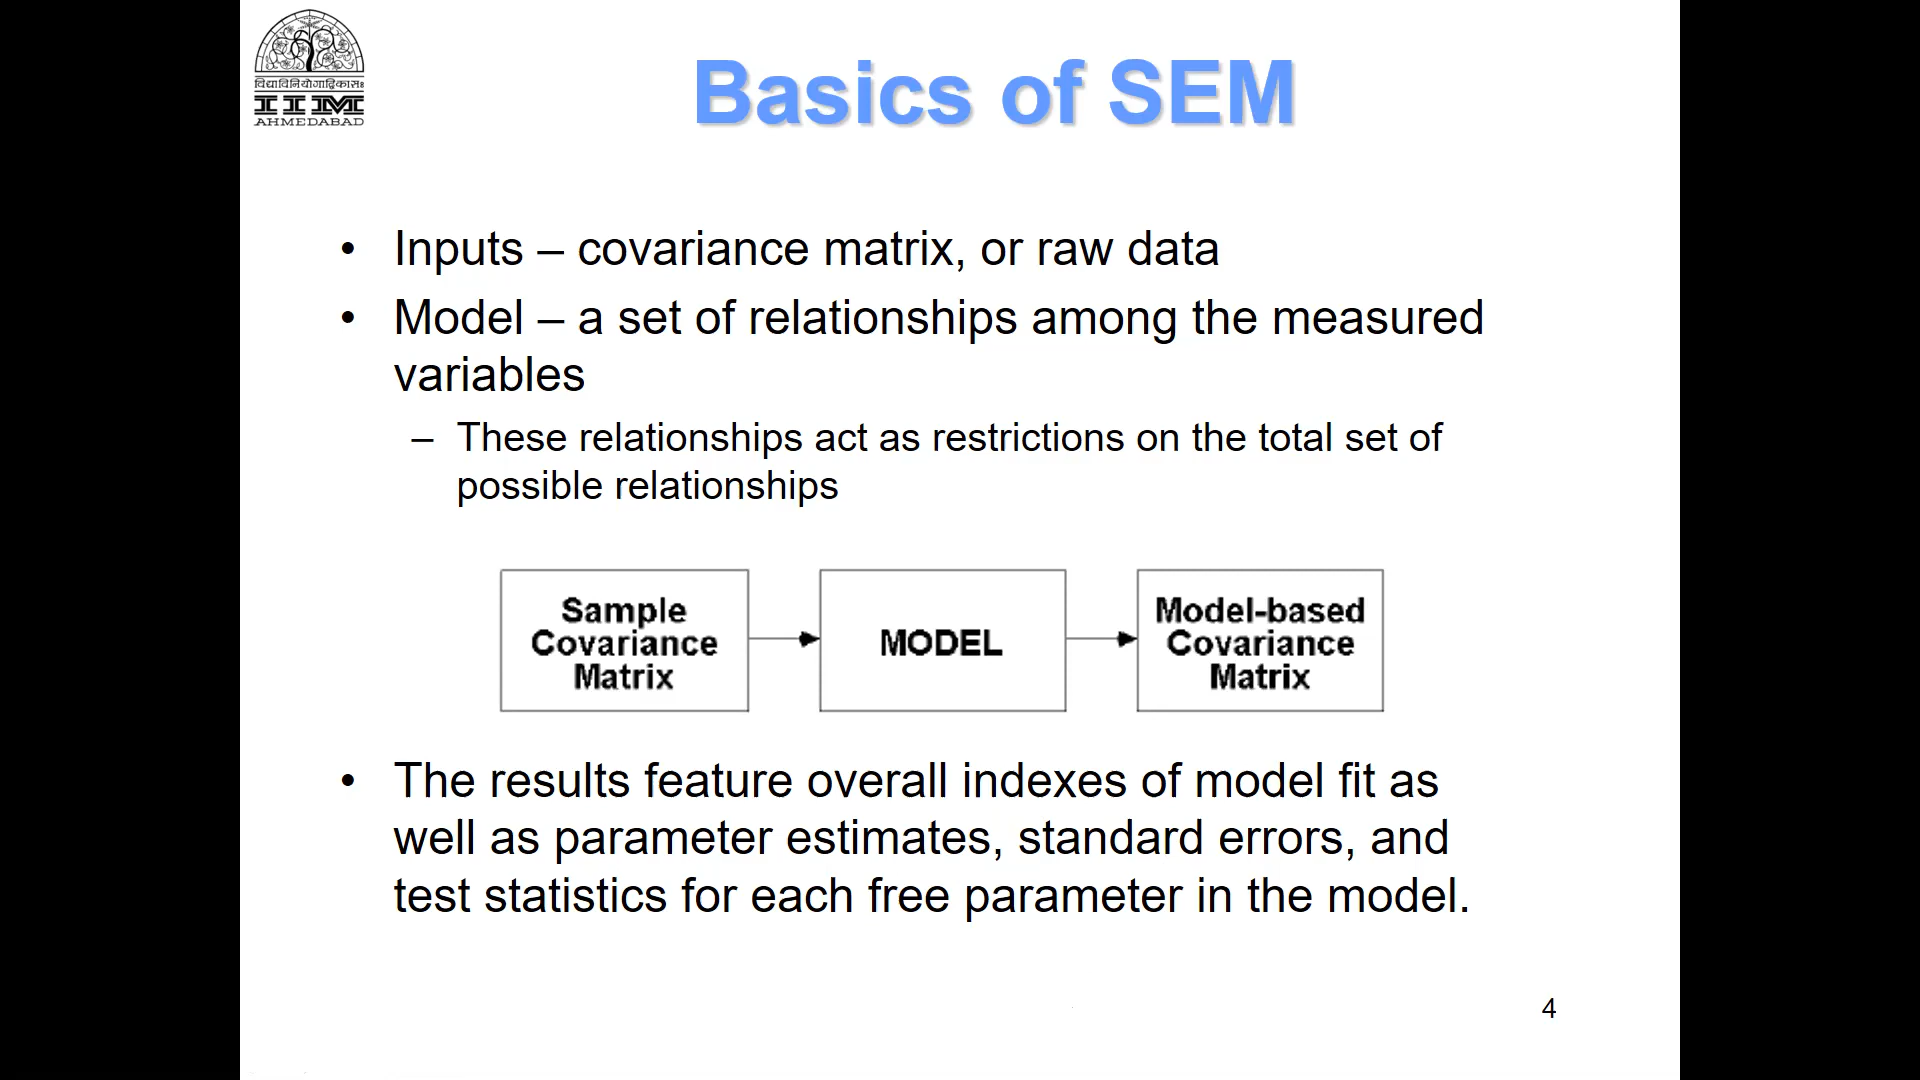 विद्याविनियोगाद्विकासः
IIM
AHMEDABAD
Basics of SEM
• Inputs – covariance matrix, or raw data
• Model – a set of relationships among the measured
variables
– These relationships act as restrictions on the total set of
possible relationships
Sample
Covariance
Matrix
MODEL
Model-based
Covariance
Matrix
• The results feature overall indexes of model fit as
well as parameter estimates, standard errors, and
test statistics for each free parameter in the model.
4